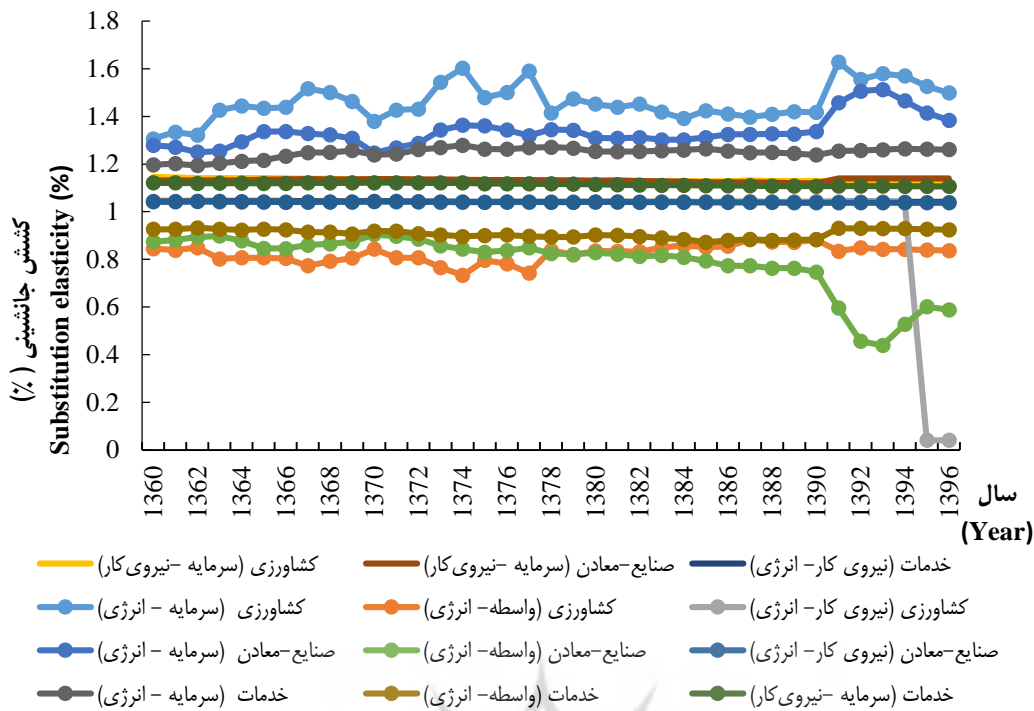 1.8
1.6
1.4
1.2
1
0.8
0.6
0.4
0.2
0
کشش جانشینی (٪)
Substitution elasticity (%)
1360
1362
1364
1366
1368
1370
1372
1374
1376
1378
1380
1382
1384
1386
1388
1390
1392
1394
1396
سال
(Year)
کشاورزی (سرمایه -نیروی‌کار)
صنایع-معادن (سرمایه -نیروی‌کار)
خدمات (نیروی کار- انرژی)
کشاورزی (سرمایه - انرژی)
کشاورزی (واسطه- انرژی)
کشاورزی (نیروی کار- انرژی)
صنایع-معادن (سرمایه - انرژی)
صنایع-معادن (واسطه- انرژی)
صنایع-معادن (نیروی کار- انرژی)
خدمات (سرمایه - انرژی)
خدمات (واسطه- انرژی)
خدمات (سرمایه -نیروی‌کار)